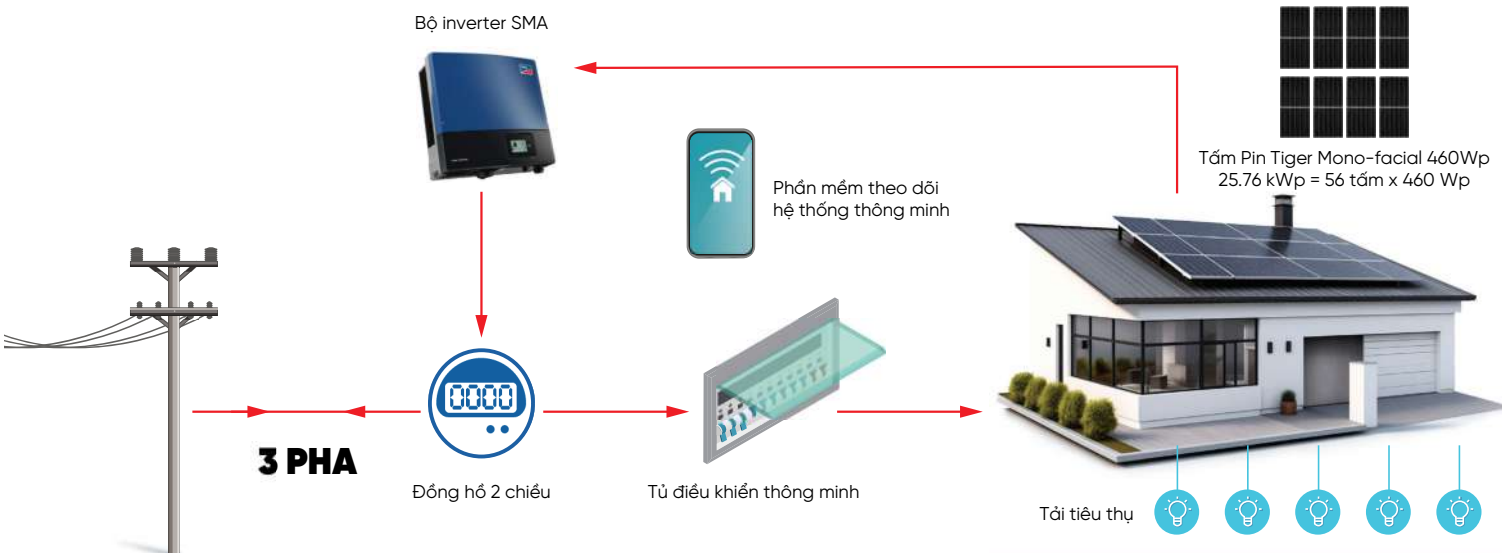 Bộ inverter SMA
Tấm Pin Tiger Mono-facial 460Wp
25.76 kWp = 56 tấm x 460 Wp
Phần mềm theo dõi
hệ thống thông minh
0000
3 PHA
Đồng hồ 2 chiều
Tủ điều khiển thông minh
Tải tiêu thụ